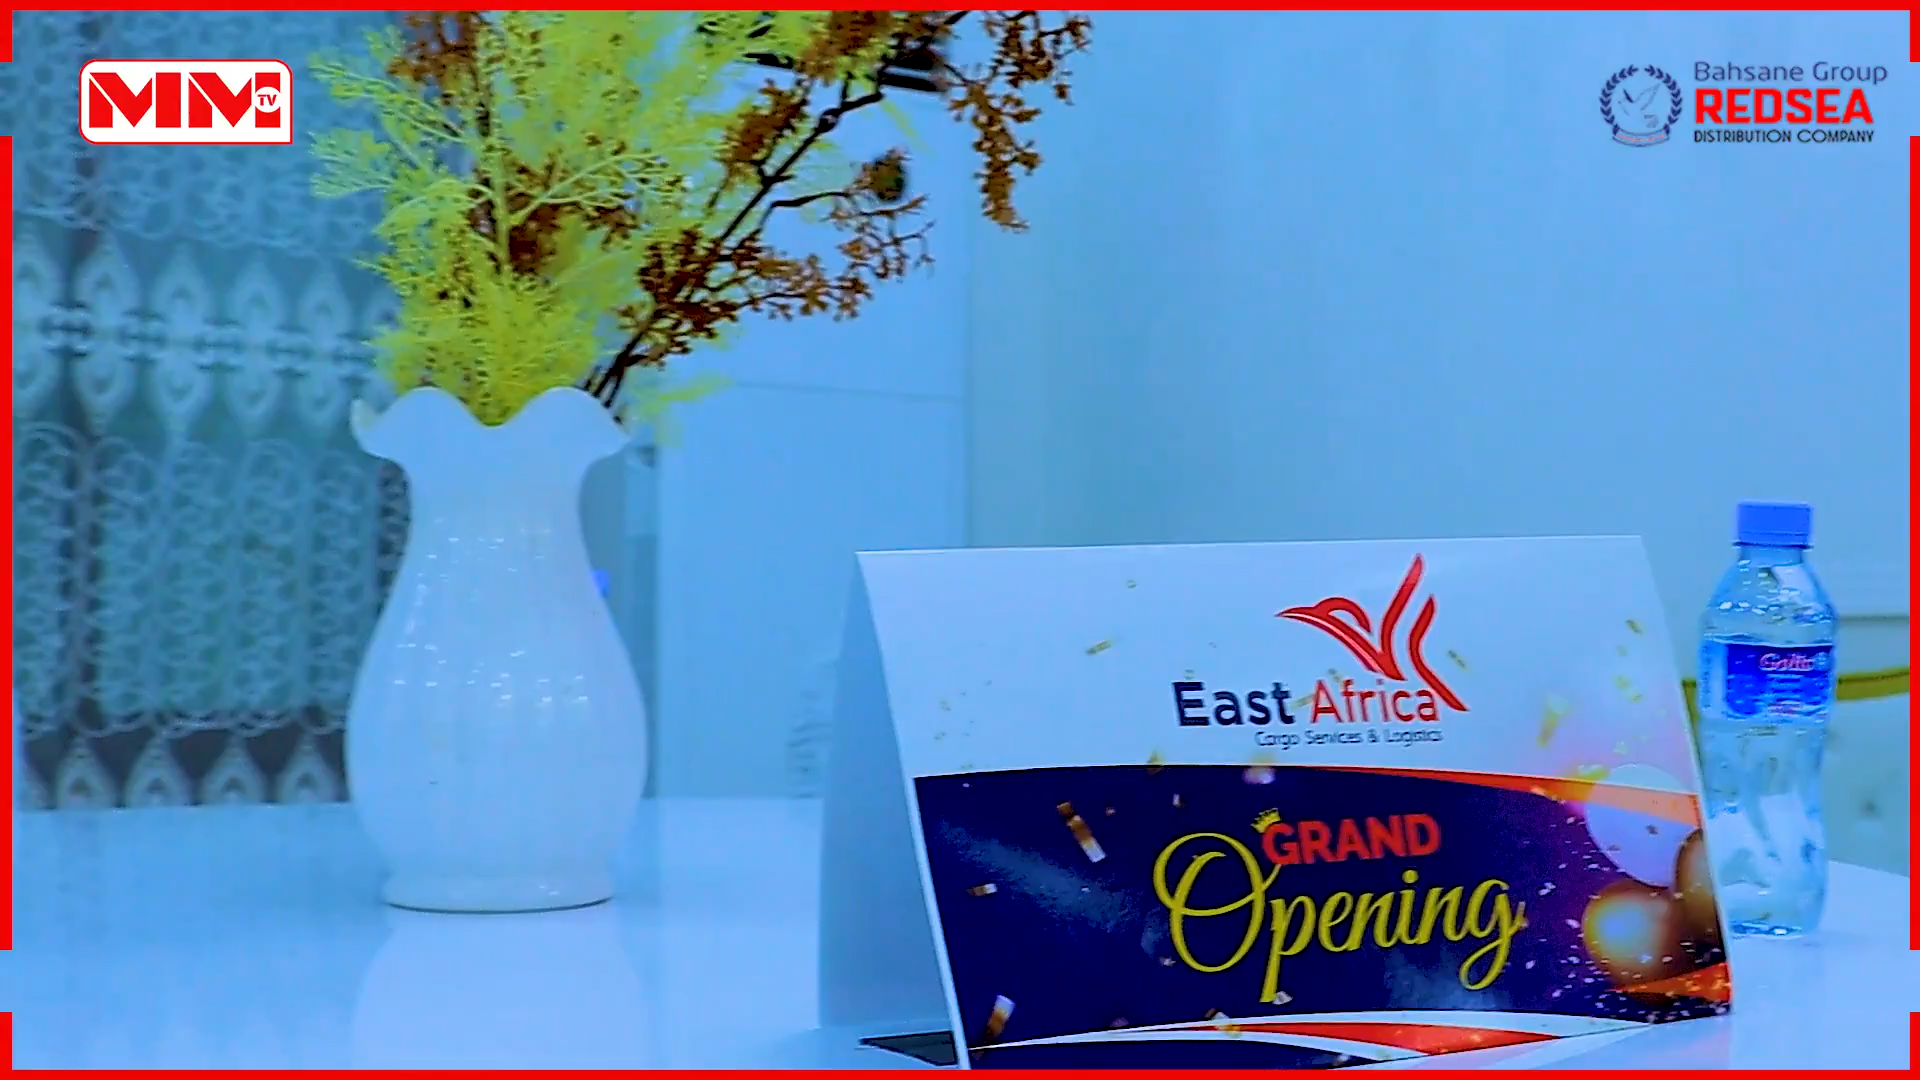 MM TV
Bahsane Group
REDSEA
DISTRIBUTION COMPANY
East Africa
Cargo Services & Logistics
GRAND
Opening